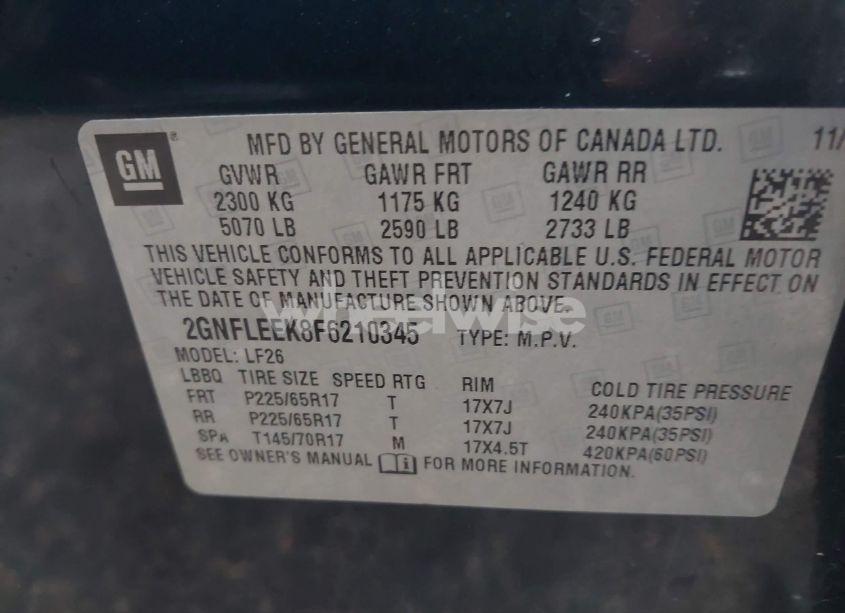 GM
MFD BY GENERAL MOTORS OF CANADA LTD. 11/
GVWR GAWR FRT GAWR RR
2300 KG 1175 KG 1240 KG
5070 LB 2590 LB 2733 LB
THIS VEHICLE CONFORMS TO ALL APPLICABLE U.S. FEDERAL MOTOR
VEHICLE SAFETY AND THEFT PREVENTION STANDARDS IN EFFECT ON
THE DATE OF MANUFACTURE SHOWN ABOVE.
2GNFLEEK8F6210345 TYPE: M.P.V.
MODEL: LF26
LBBQ TIRE SIZE SPEED RTG RIM COLD TIRE PRESSURE
FRT P225/65R17 T 17X7J 240KPA(35PSI)
RR P225/65R17 T 17X7J 240KPA(35PSI)
SPA T145/70R17 M 17X4.5T 420KPA(60PSI)
SEE OWNER'S MANUAL FOR MORE INFORMATION.
wheelwise